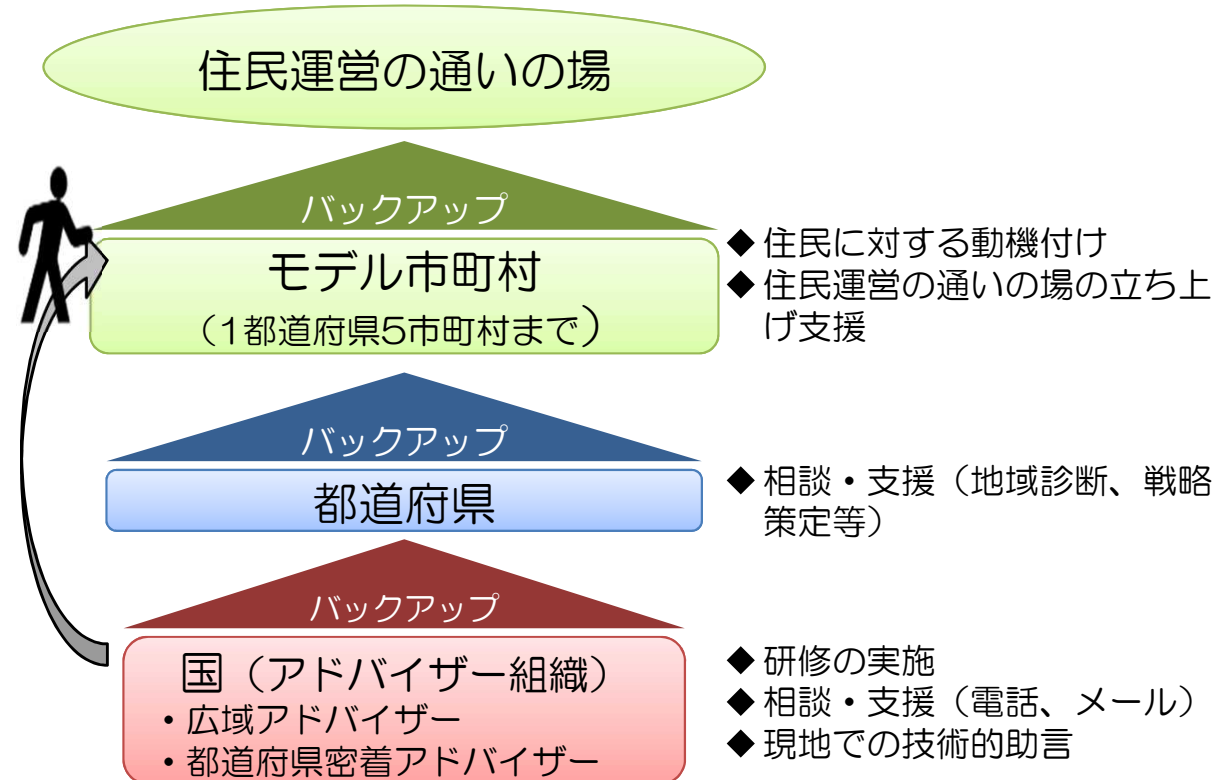 住民運営の通いの場
バックアップ
モデル市町村
（1都道府県5市町村まで）
◆ 住民に対する動機付け
◆ 住民運営の通いの場の立ち上
げ支援
バックアップ
都道府県
◆ 相談・支援（地域診断、戦略
策定等）
バックアップ
国（アドバイザー組織）
・広域アドバイザー
・都道府県密着アドバイザー
◆ 研修の実施
◆ 相談・支援（電話、メール）
◆ 現地での技術的助言